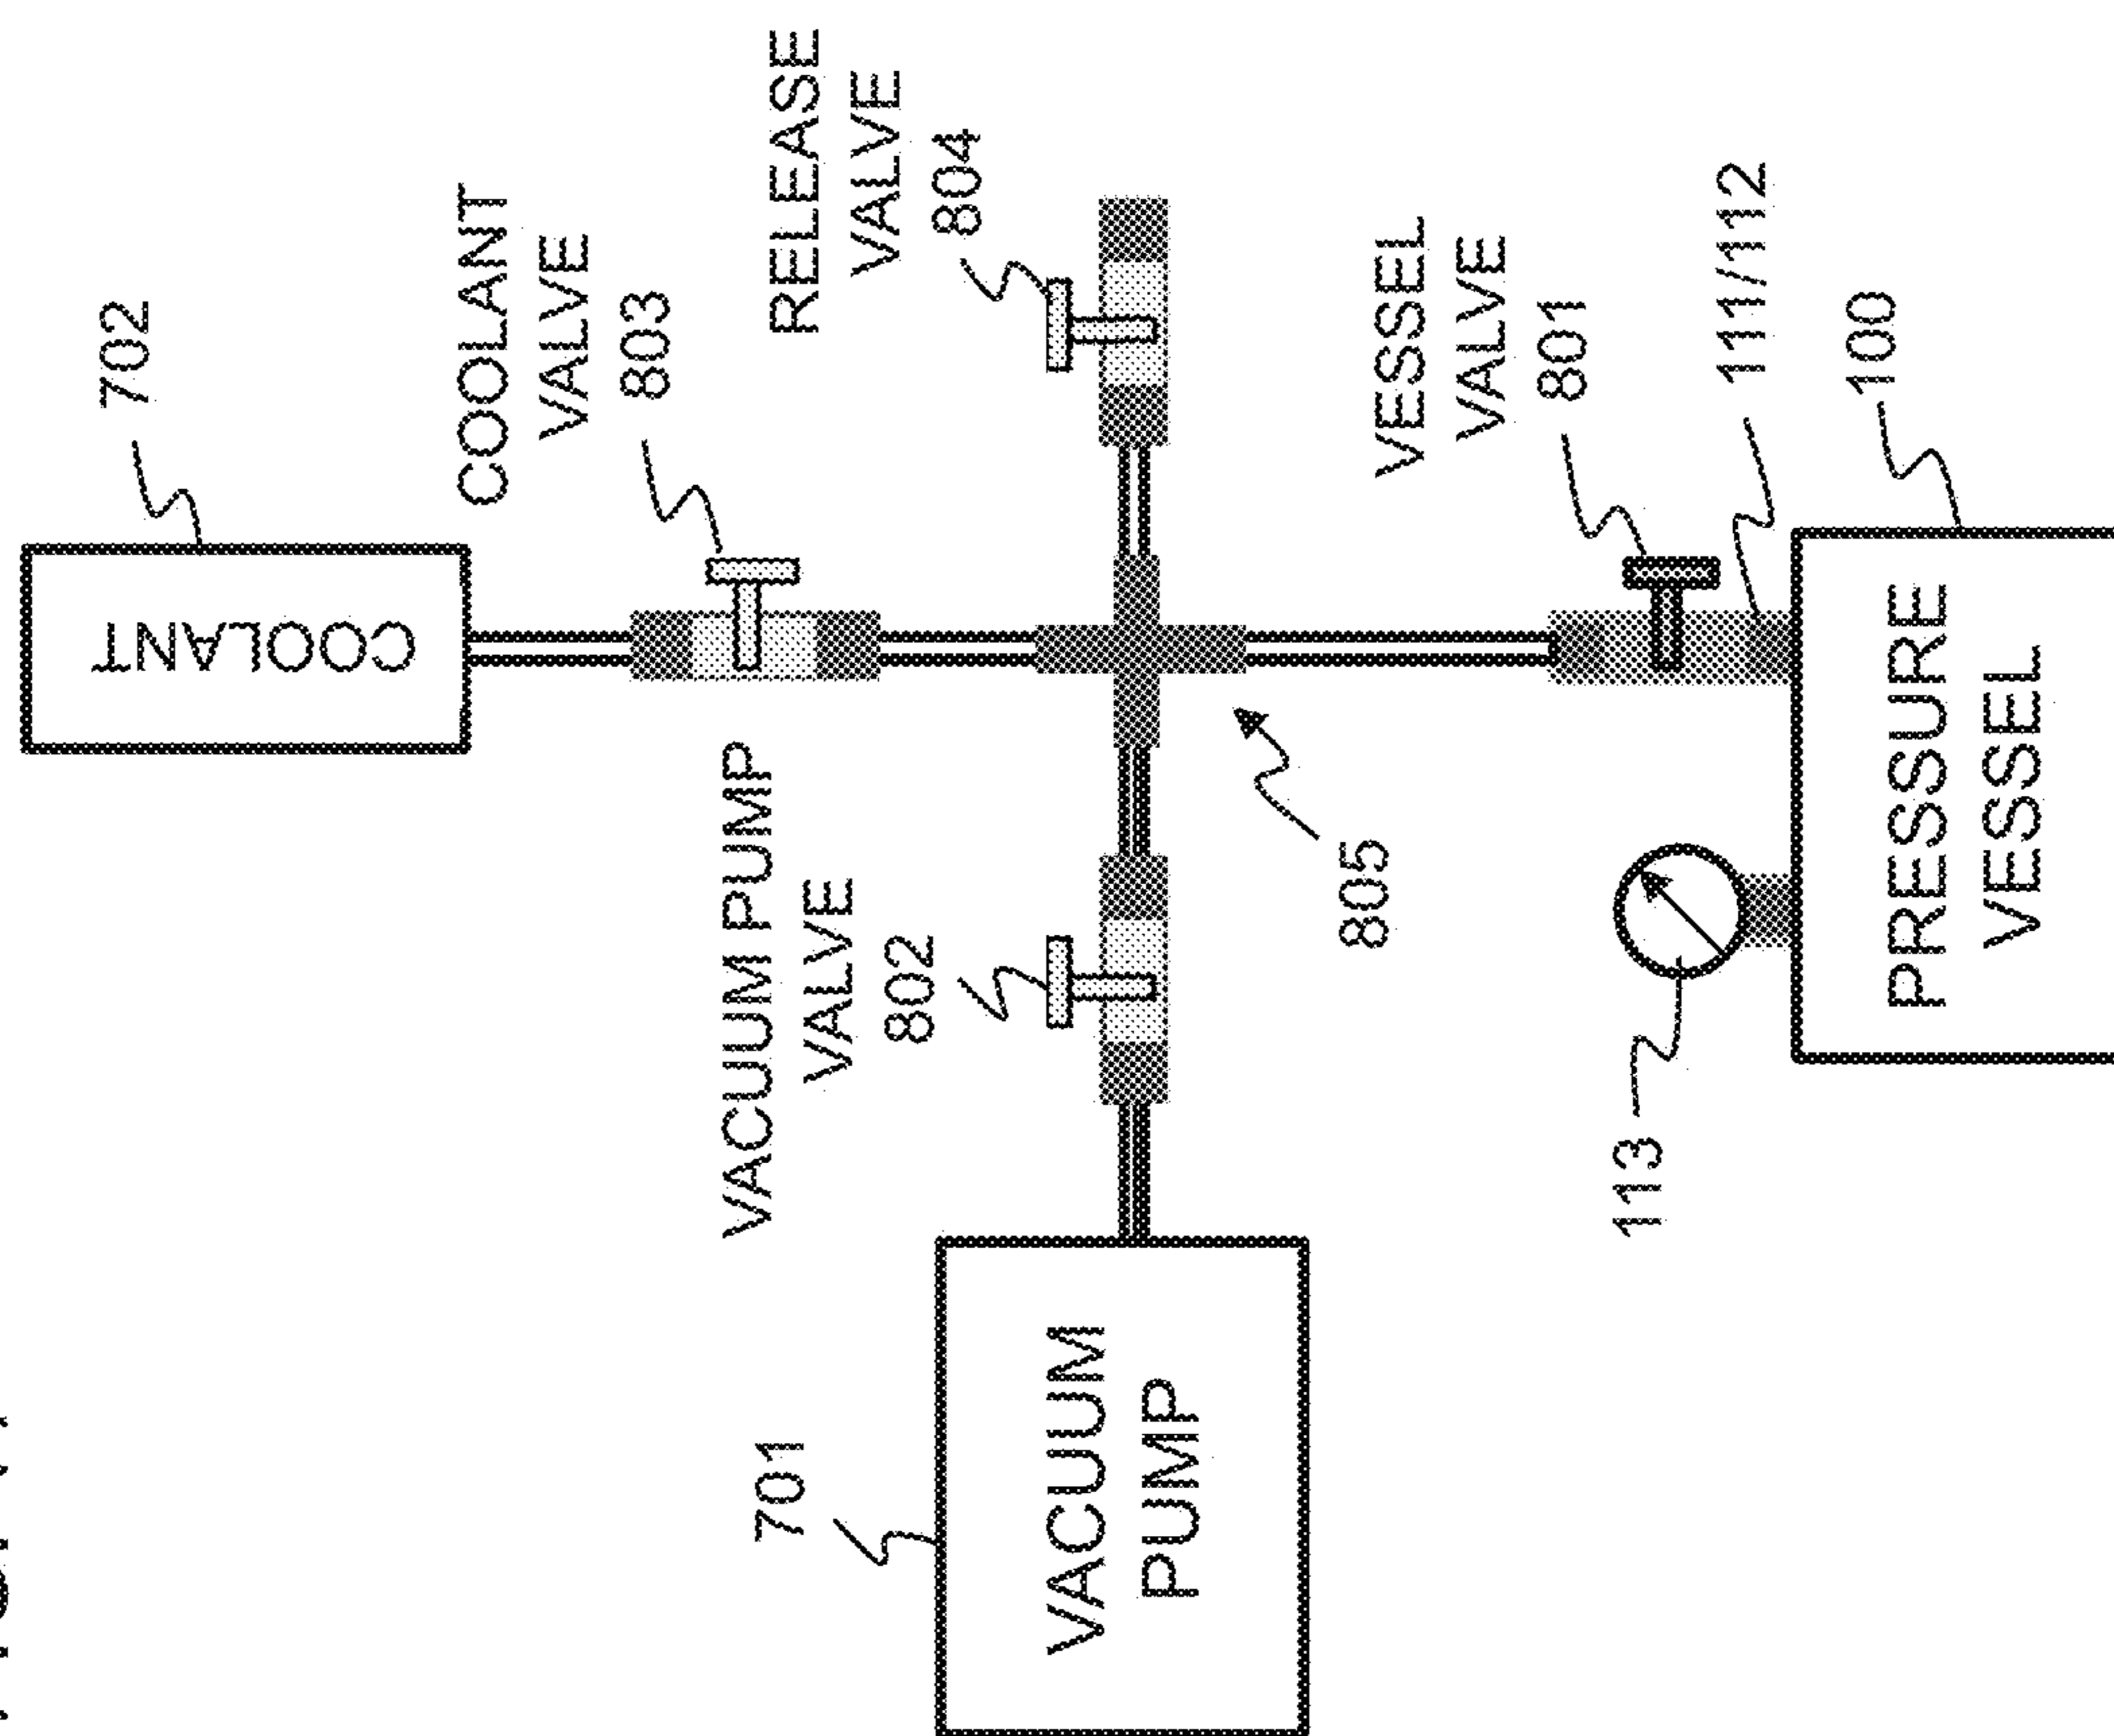 702
COOLANT
COOLANT
VALVE
803
RELEASE
VALVE
804
VACUUM PUMP
VALVE
802
701
VACUUM
PUMP
805
VESSEL
VALVE
801
111/112
100
113
PRESSURE
VESSEL